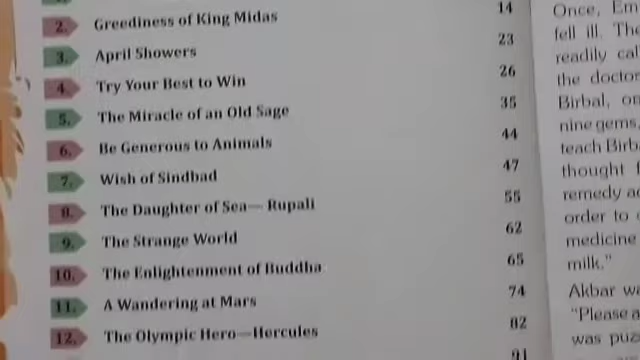 2. Greediness of King Midas 14
3. April Showers 23
4. Try Your Best to Win 26
5. The Miracle of an Old Sage 35
6. Be Generous to Animals 44
7. Wish of Sindbad 47
8. The Daughter of Sea—Rupali 55
9. The Strange World 62
10. The Enlightenment of Buddha 65
11. A Wandering at Mars 74
12. The Olympic Hero—Hercules 82
91
Once, Em
fell ill. The
readily cal
the doctor
Birbal, on
nine gems,
teach Birb
thought f
remedy ac
order to
medicine
milk."
Akbar wa
"Please a
was puz